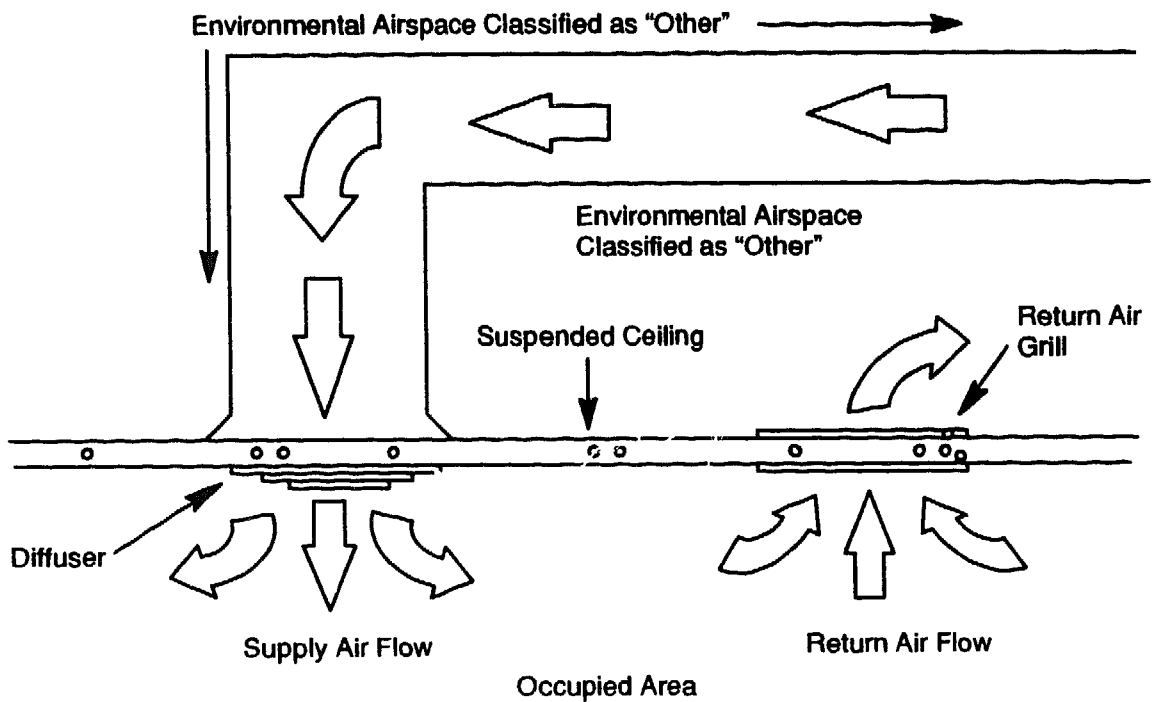 Environmental Airspace Classified as “Other”
Environmental Airspace
Classified as “Other”
Suspended Ceiling
Return Air
Grill
Diffuser
Supply Air Flow
Return Air Flow
Occupied Area